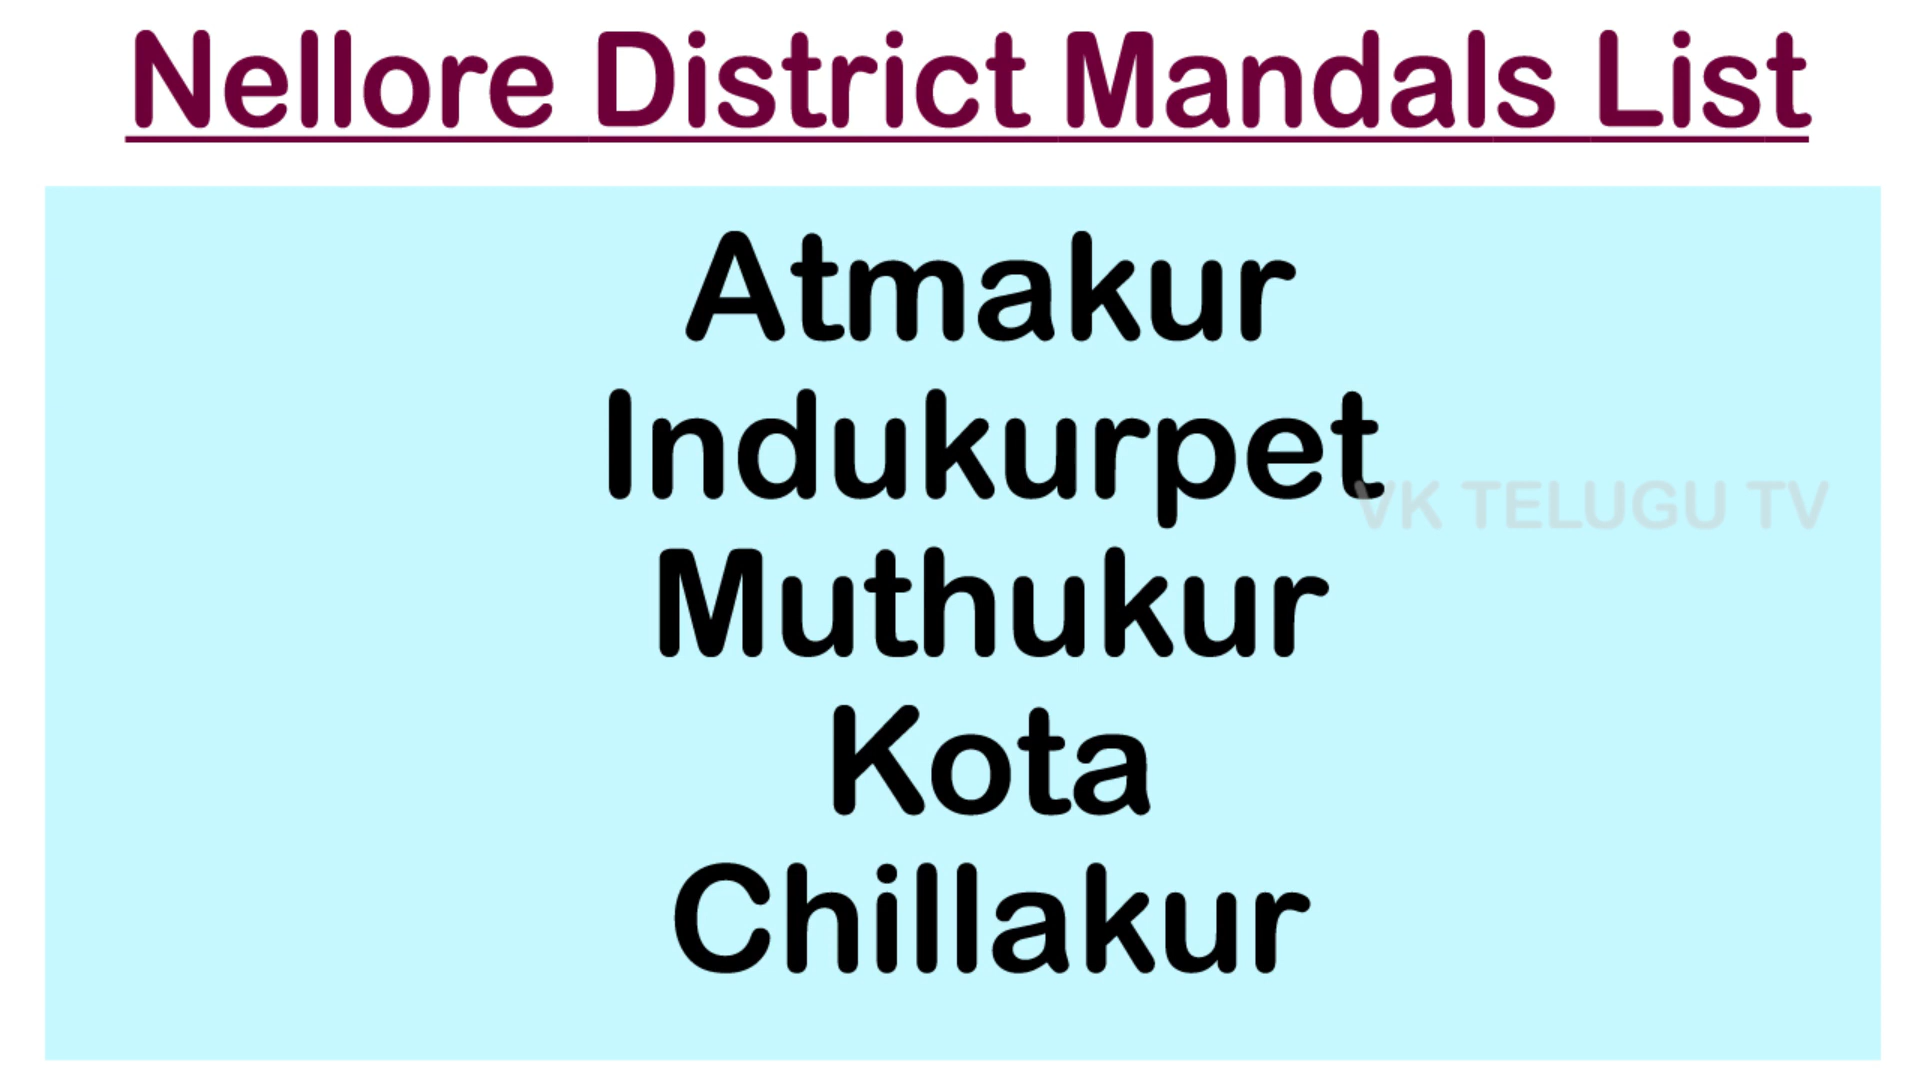 Nellore District Mandals List
Atmakur
Indukurpet
VK TELUGU TV
Muthukur
Kota
Chillakur